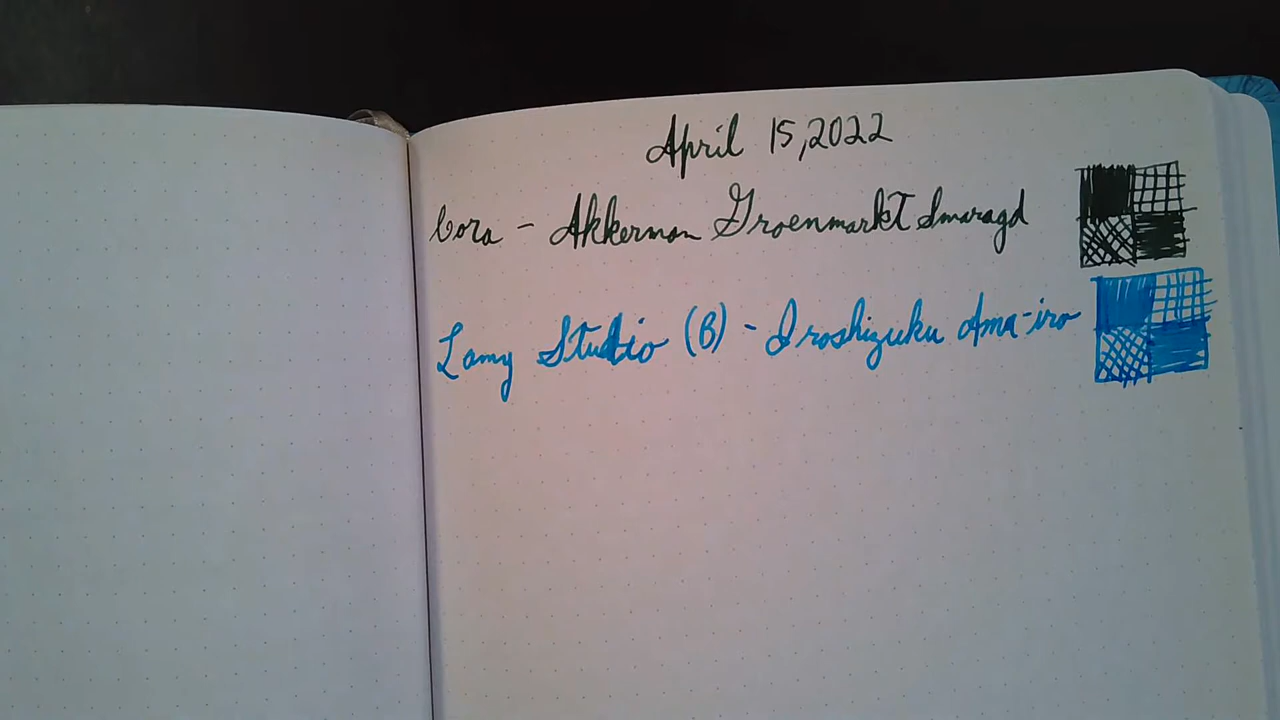 April 15,2022
Cora - Akkerman Groenmarkt Smaragd
Lamy Studio (B) - Iroshizuku Ama-iro